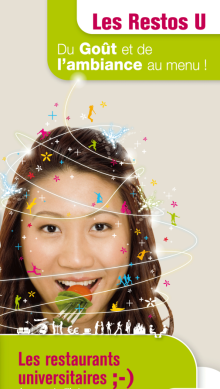 Les Restos U
Du Goût et de
l'ambiance au menu !
Les restaurants
universitaires ;-)